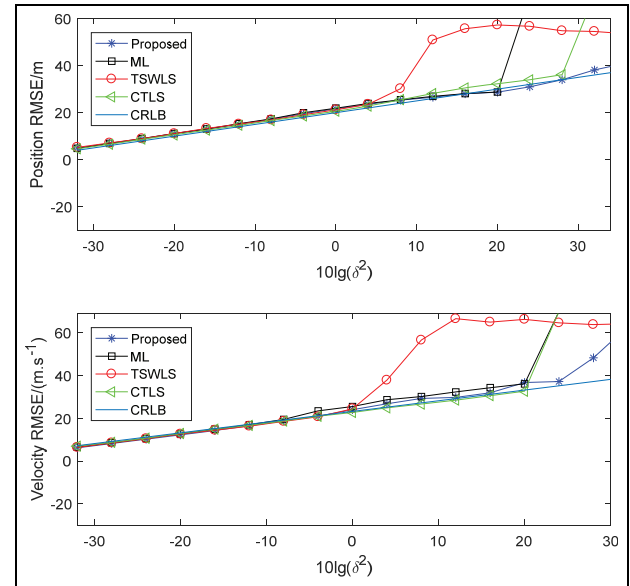 60
40
20
0
-20
Position RMSE/m
Proposed
ML
TSWLS
CTLS
CRLB
-30 -20 -10 0 10 20 30
10lg(δ²)
60
40
20
0
-20
Velocity RMSE/(m.s⁻¹)
Proposed
ML
TSWLS
CTLS
CRLB
-30 -20 -10 0 10 20 30
10lg(δ²)